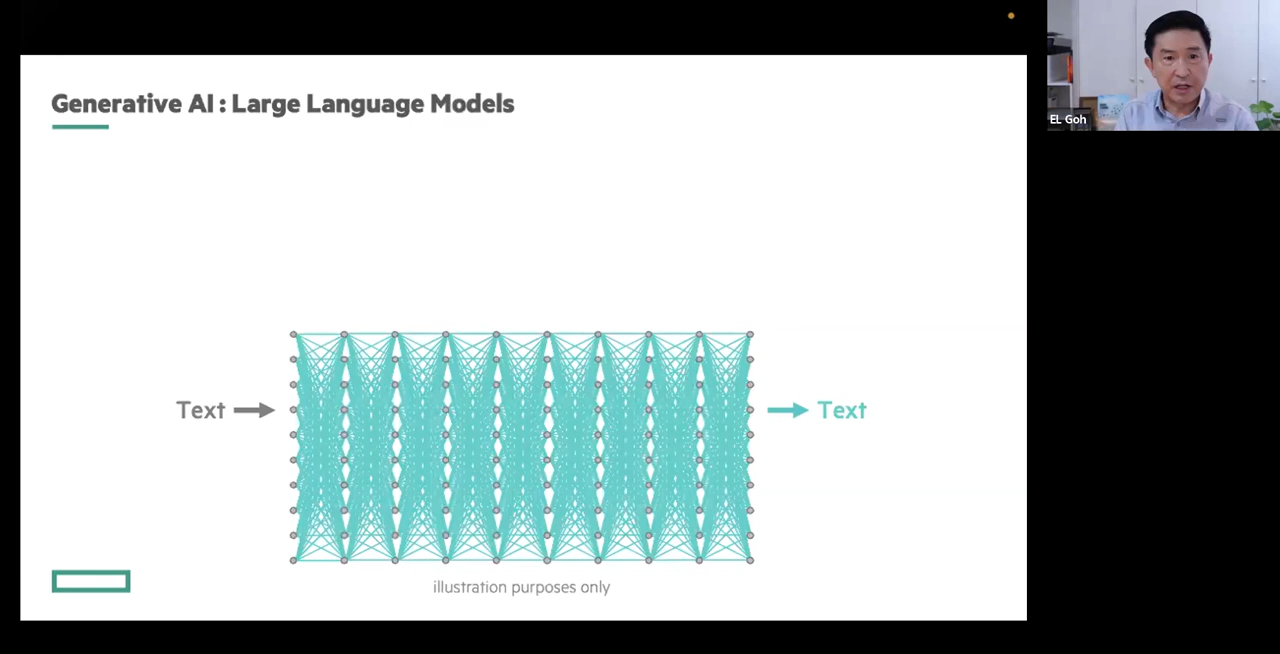 Generative AI : Large Language Models
EL Goh
Text
Text
illustration purposes only